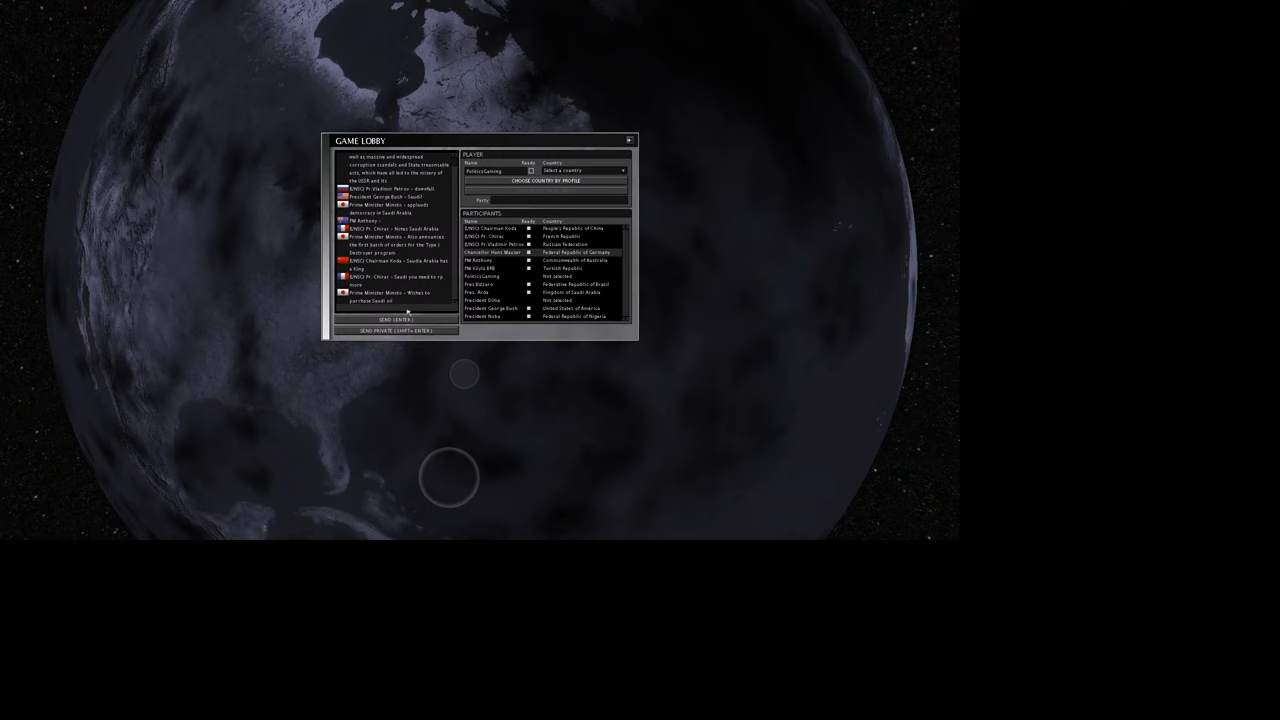 GAME LOBBY
well as massive and widespread
corruption scandals and State treasonable
acts, which have all led to the misery of
the USSR and its
(UNSC) Pr.Vladimir Petrov - downfall.
President George Bush - Saudi?
Prime Minister Minoto - applauds
democracy in Saudi Arabia
PM Anthony -
(UNSC) Pr. Chirac - Notes Saudi Arabia
Prime Minister Minoto - Also announces
the first batch of orders for the Type J
Destroyer program
(UNSC) Chairman Koda - Saudia Arabia has
a King
(UNSC) Pr. Chirac - Saudi you need to rp
more
Prime Minister Minoto - Wishes to
purchase Saudi oil
SEND (ENTER)
SEND PRIVATE (SHIFT+ENTER)
PLAYER
Name Ready Country
PoliticsGaming Select a country
CHOOSE COUNTRY BY PROFILE
Party
PARTICIPANTS
Name Ready Country
(UNSC) Chairman Koda People's Republic of China
(UNSC) Pr. Chirac French Republic
(UNSC) Pr.Vladimir Petrov Russian Federation
Chancellor Hans Mauser Federal Republic of Germany
PM Anthony Commonwealth of Australia
PM Köylü BRB Turkish Republic
PoliticsGaming Not selected
Pres Bizzaro Federative Republic of Brazil
Pres. Arda Kingdom of Saudi Arabia
President Dima Not selected
President George Bush United States of America
President Nobu Federal Republic of Nigeria